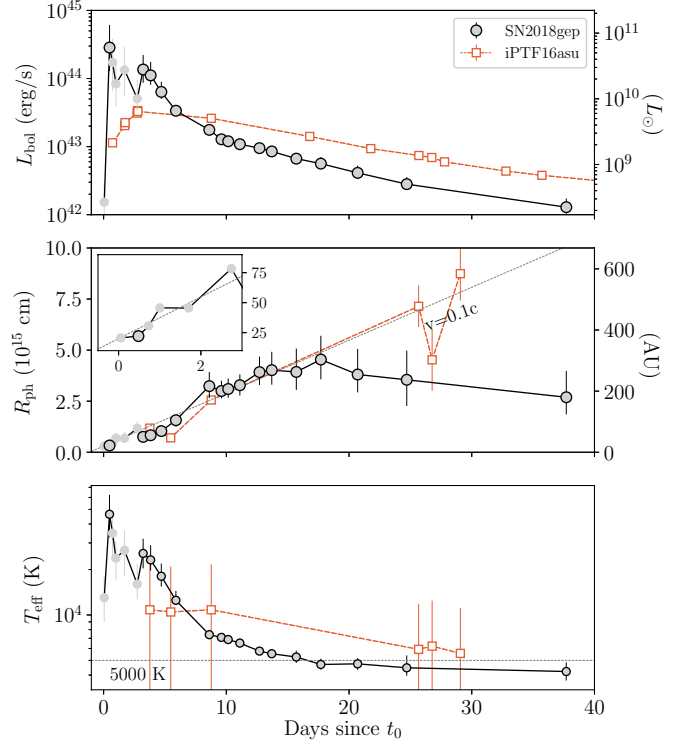 10^45
10^44
10^43
10^42
L_bol (erg/s)
SN2018gep
iPTF16asu
10^11
10^10
10^9
(L_⊙)
10.0
7.5
5.0
2.5
0.0
R_ph (10^15 cm)
75
50
25
0
2
v=0.1c
600
400
200
0
(AU)
10^4
T_eff (K)
5000 K
0
10
20
30
40
Days since t_0